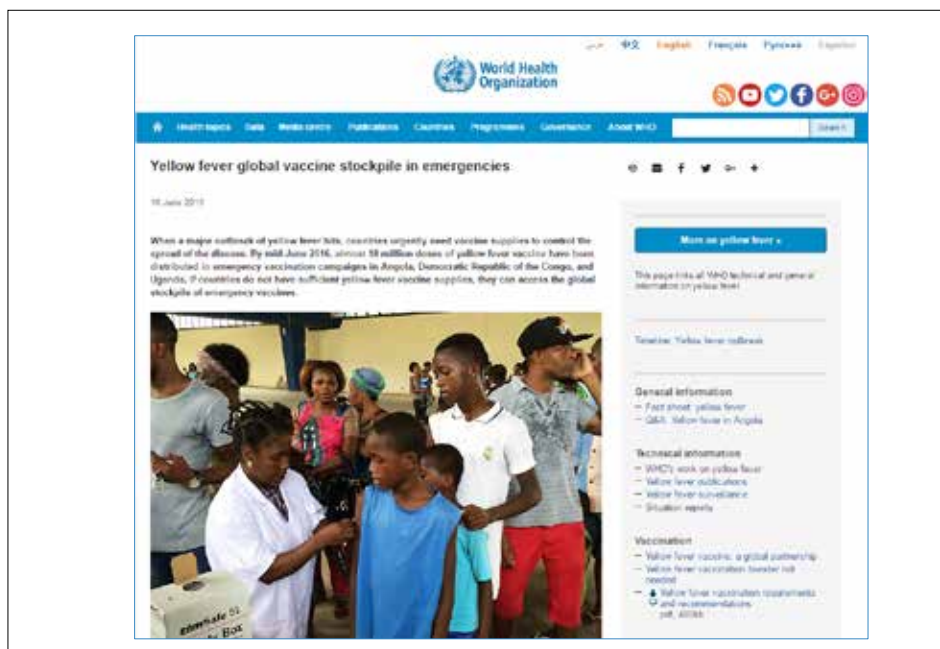 中文 English Français Русский Español
World Health
Organization
Health topics Data Media centre Publications Countries Programmes Governance About WHO Search
Yellow fever global vaccine stockpile in emergencies
June 2016
When a major outbreak of yellow fever hits, countries urgently need vaccine supplies to control the
spread of the disease. By mid-June 2016, almost 18 million doses of yellow fever vaccine have been
distributed in emergency vaccination campaigns in Angola, Democratic Republic of the Congo, and
Uganda. If countries do not have sufficient yellow fever vaccine supplies, they can access the global
stockpile of emergency vaccines.
More on yellow fever »
This page links all WHO technical and general
information on yellow fever
Timeline: Yellow fever outbreak
General information
– Fact sheet: yellow fever
– Q&A: Yellow fever in Angola
Technical information
– WHO's work on yellow fever
– Yellow fever publications
– Yellow fever surveillance
– Situation reports
Vaccination
– Yellow fever vaccine: a global partnership
– Yellow fever vaccination booster not
needed
– Yellow fever vaccination requirements
and recommendations
pdf,
Box